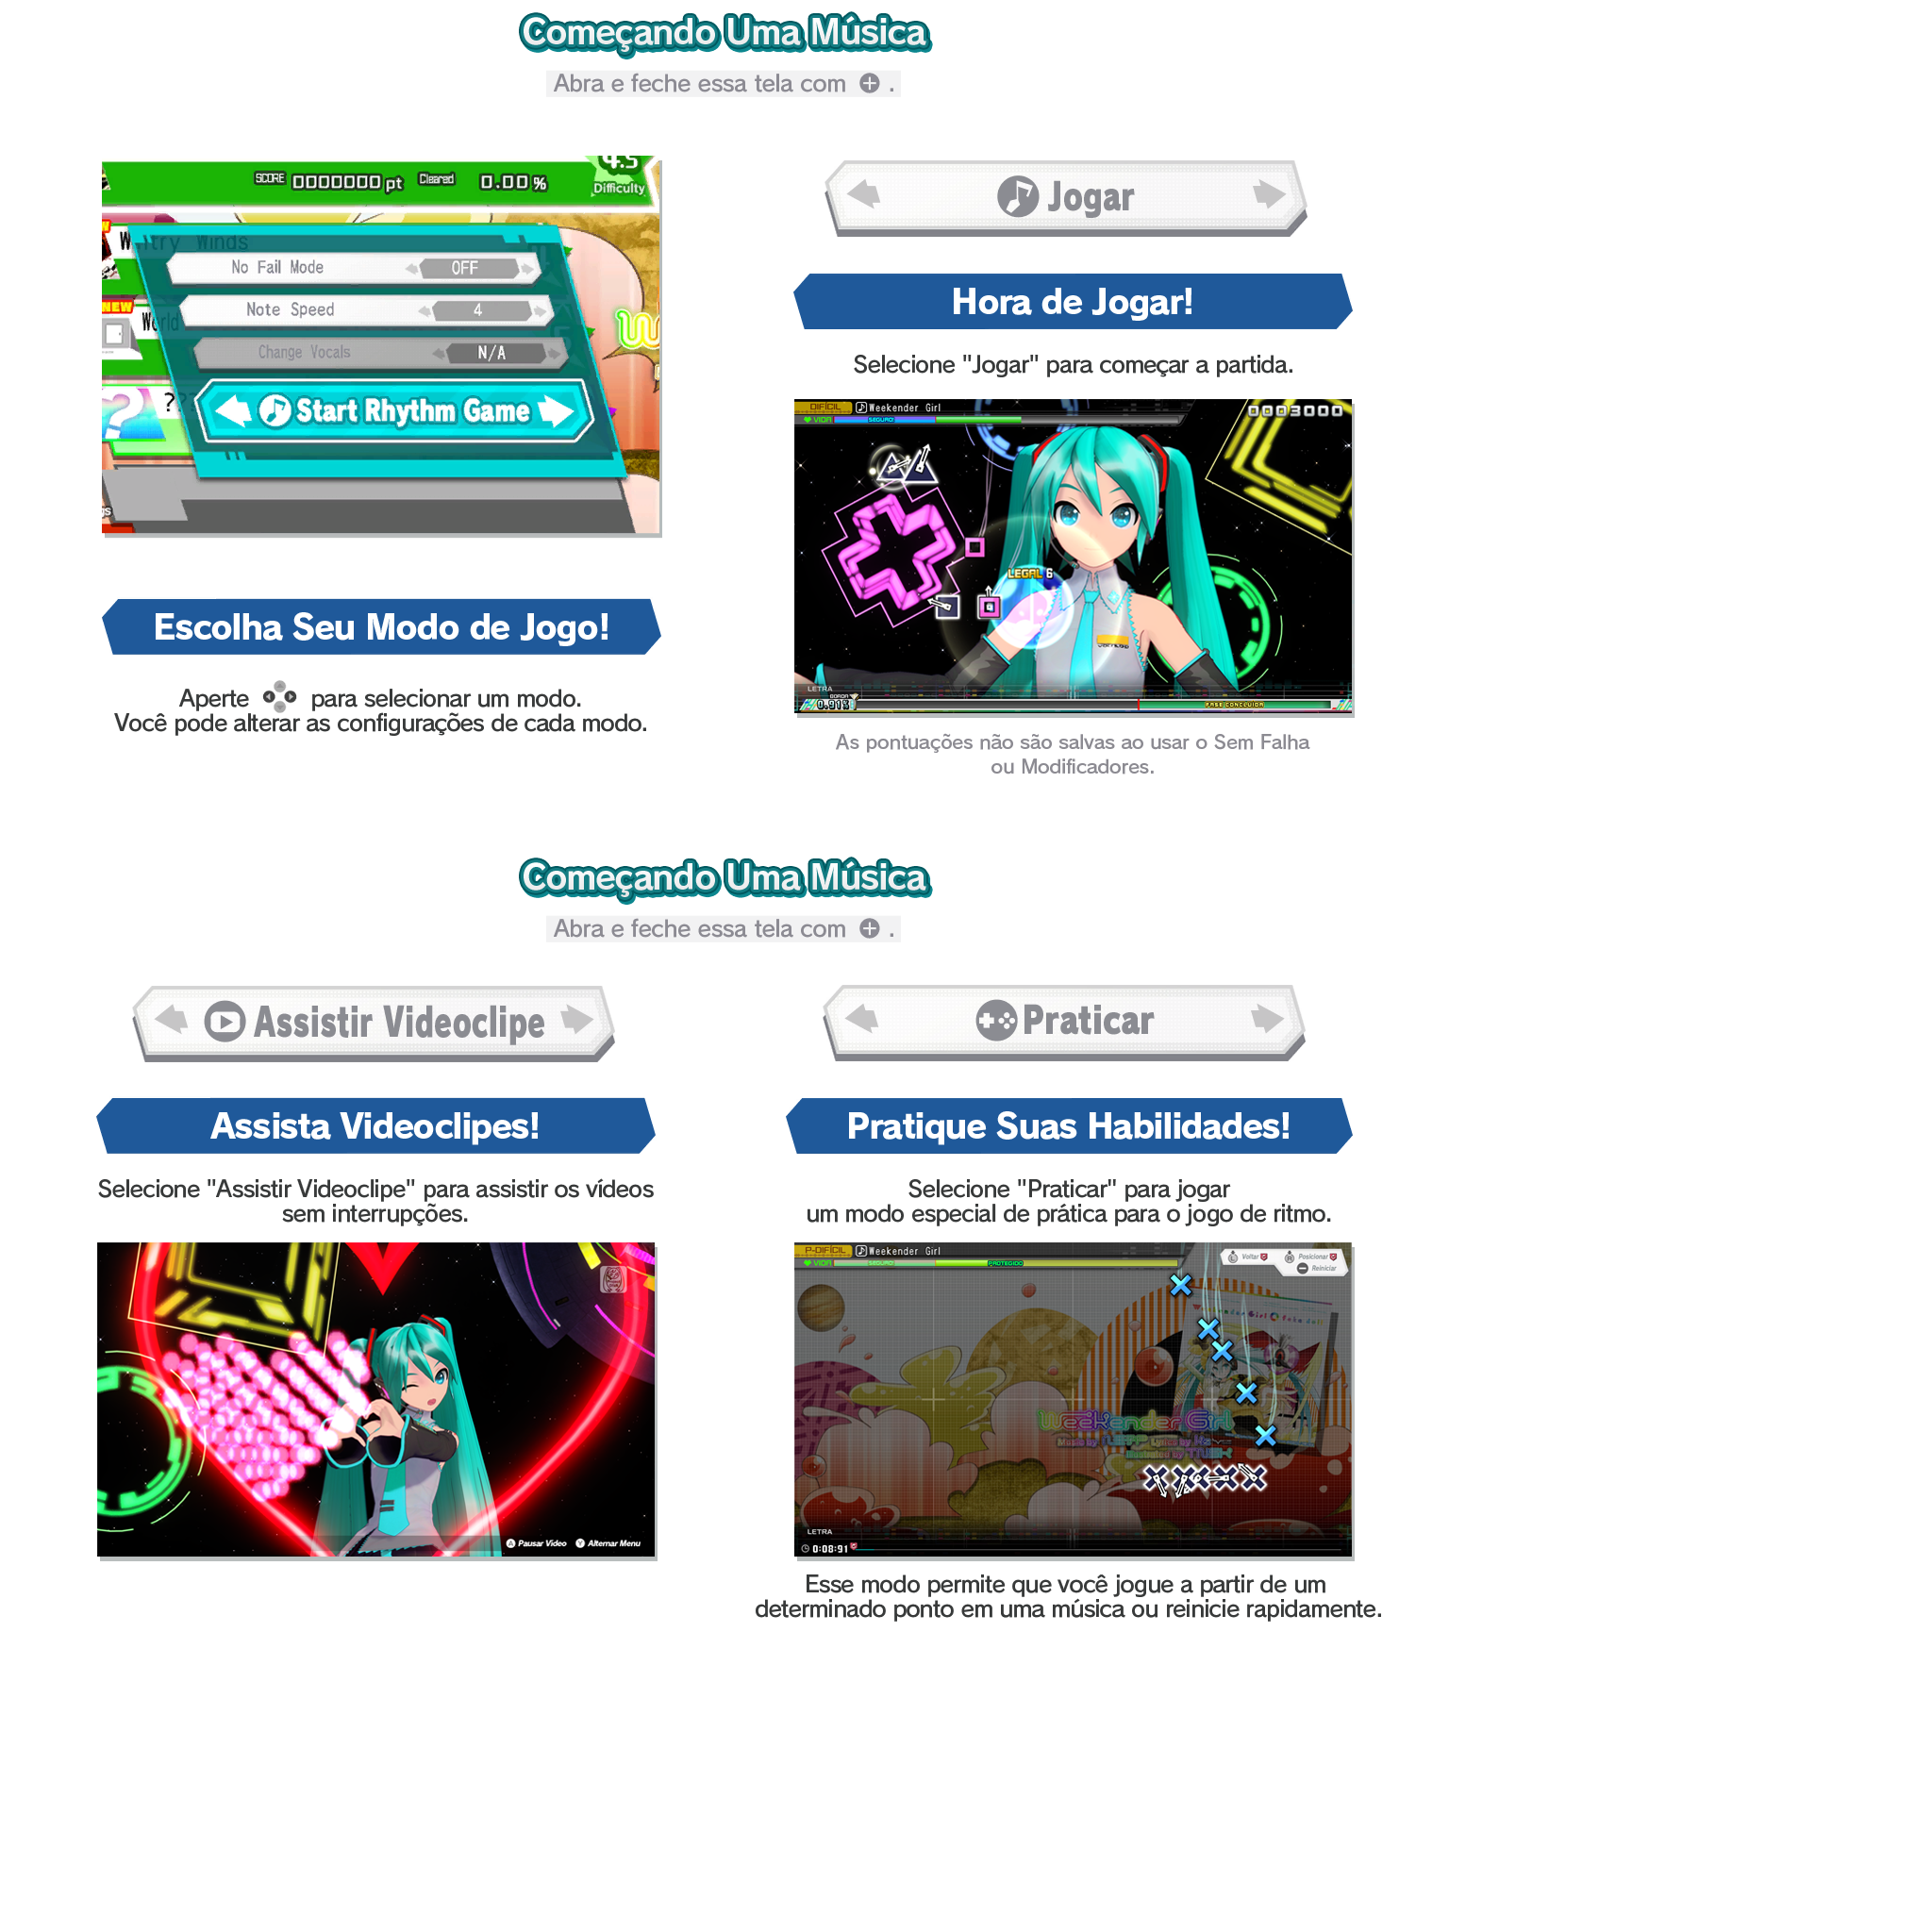 Começando Uma Música
Abra e feche essa tela com .
SCORE 0000000 pt Cleared 0.00 %
4.5
Difficulty
Wintry Winds
No Fail Mode OFF
NEW
World
Note Speed 4
Change Vocals N/A
???
Start Rhythm Game
Escolha Seu Modo de Jogo!
Aperte para selecionar um modo.
Você pode alterar as configurações de cada modo.
Jogar
Hora de Jogar!
Selecione "Jogar" para começar a partida.
DIFÍCIL Weekender Girl
0003000
VIDA SEGURO!
LEGAL 6
LETRA
0.91%
FASE CONCLUIDA
As pontuações não são salvas ao usar o Sem Falha
ou Modificadores.
Começando Uma Música
Abra e feche essa tela com .
Assistir Videoclipe
Assista Videoclipes!
Selecione "Assistir Videoclipe" para assistir os vídeos
sem interrupções.
A Pausar Vídeo Y Alternar Menu
Praticar
Pratique Suas Habilidades!
Selecione "Praticar" para jogar
um modo especial de prática para o jogo de ritmo.
P-DIFÍCIL Weekender Girl
VIDA SEGURO! PROTEGIDO
Voltar Posicionar
Reiniciar
Weekender Girl
LETRA
0:08:91
Esse modo permite que você jogue a partir de um
determinado ponto em uma música ou reinicie rapidamente.